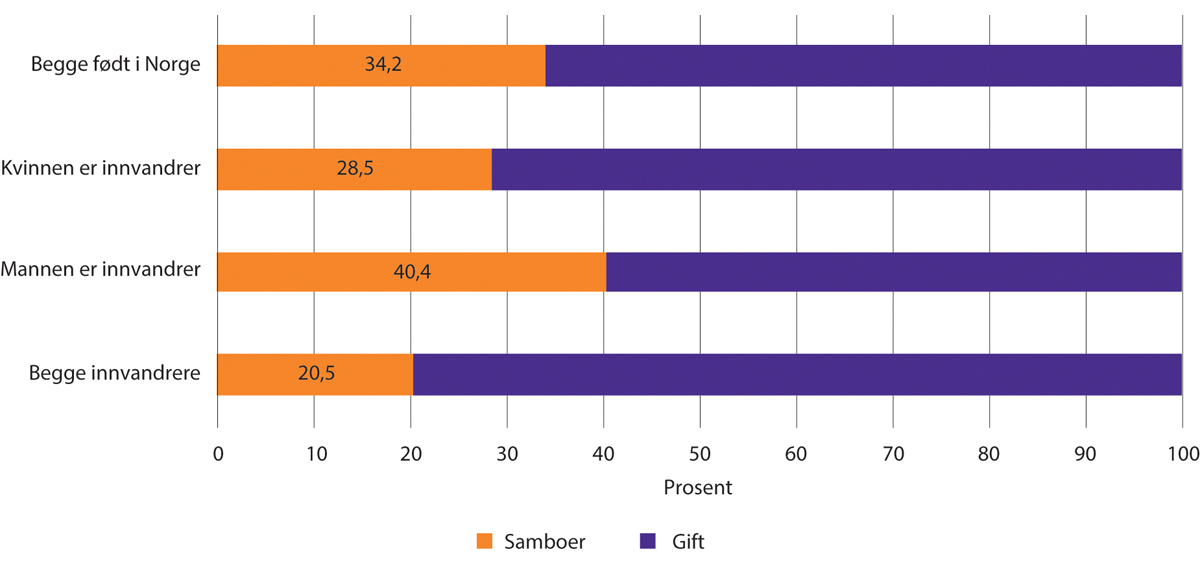 Begge født i Norge
34,2
Kvinnen er innvandrer
28,5
Mannen er innvandrer
40,4
Begge innvandrere
20,5
0 10 20 30 40 50 60 70 80 90 100
Prosent
Samboer Gift